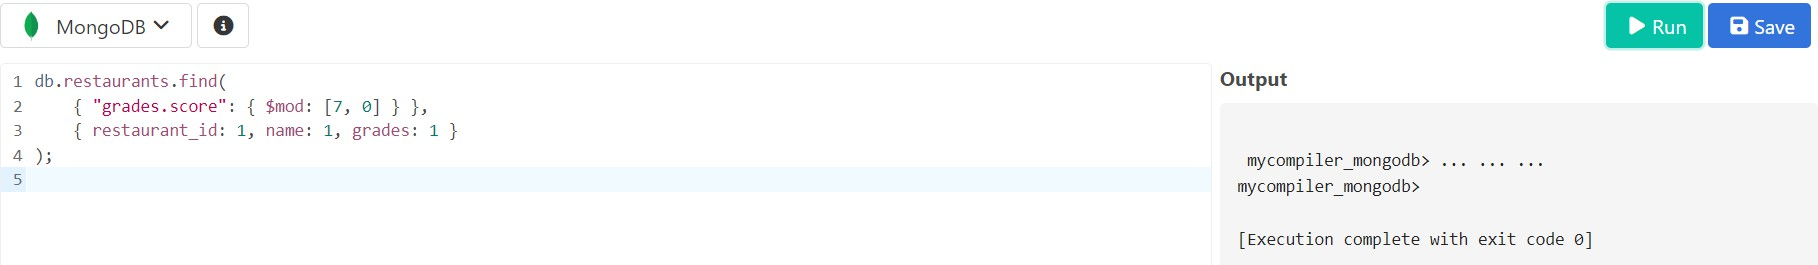 MongoDB
Run
Save
1 db.restaurants.find(
2     { "grades.score": { $mod: [7, 0] } },
3     { restaurant_id: 1, name: 1, grades: 1 }
4 );
5
Output
mycompiler_mongodb> ... ... ...
mycompiler_mongodb>
[Execution complete with exit code 0]